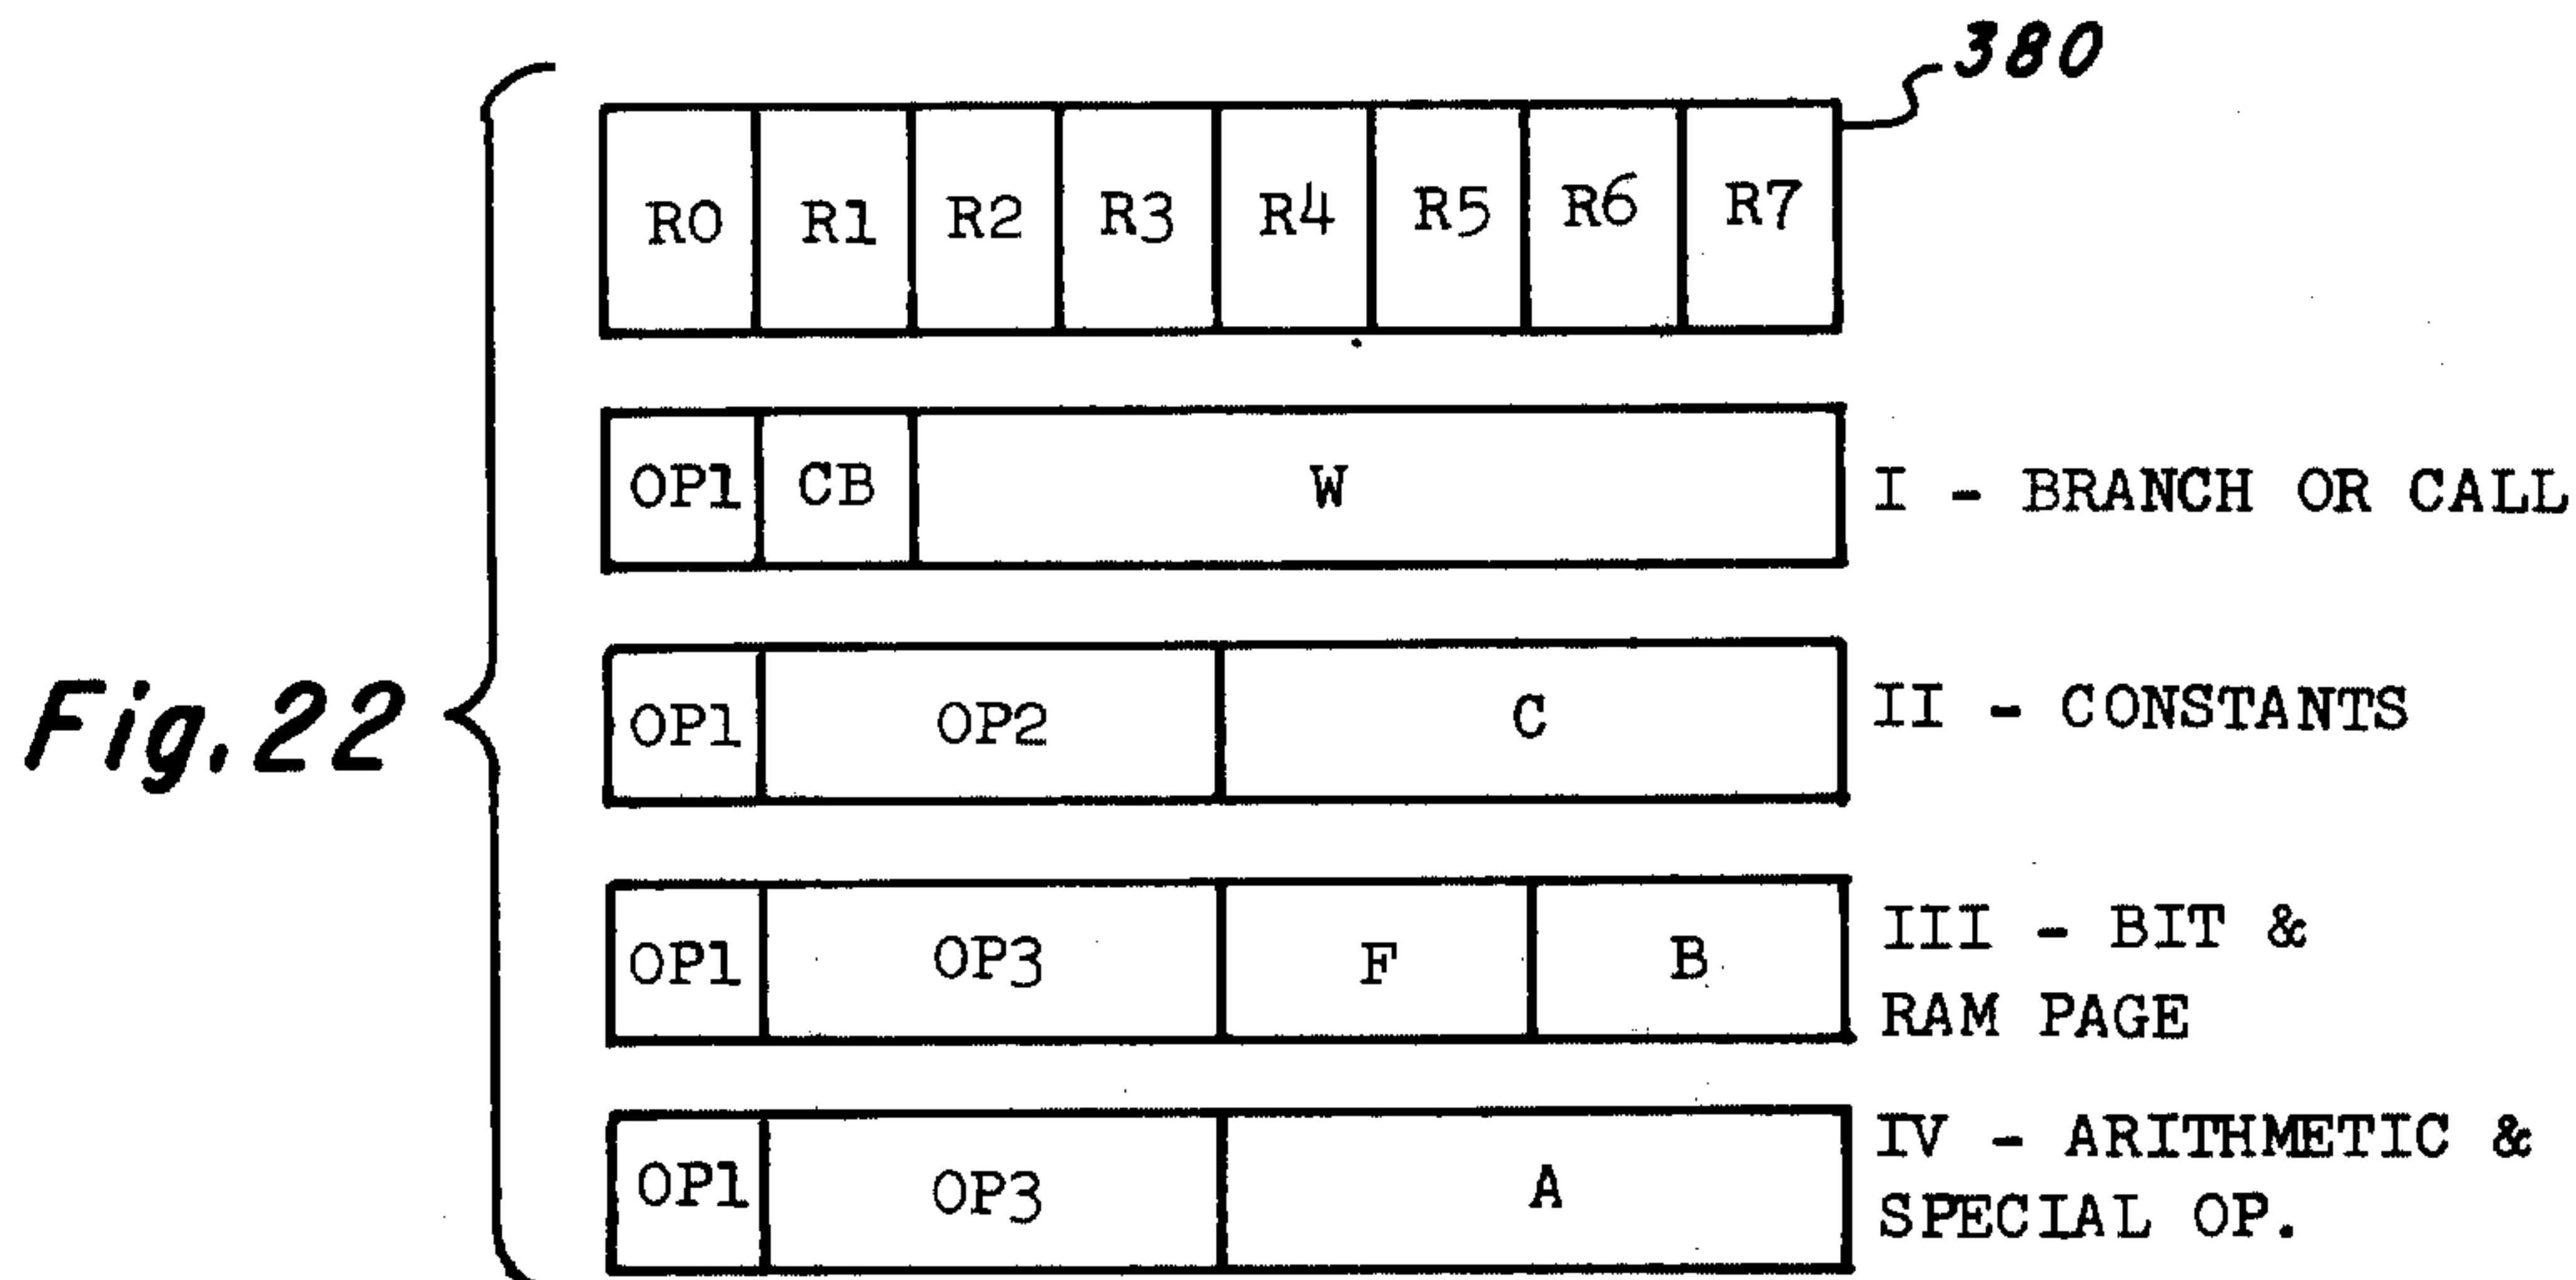 380
R0 R1 R2 R3 R4 R5 R6 R7
OP1 CB W I - BRANCH OR CALL
Fig.22
OP1 OP2 C II - CONSTANTS
OP1 OP3 F B III - BIT &
RAM PAGE
OP1 OP3 A IV - ARITHMETIC &
SPECIAL OP.